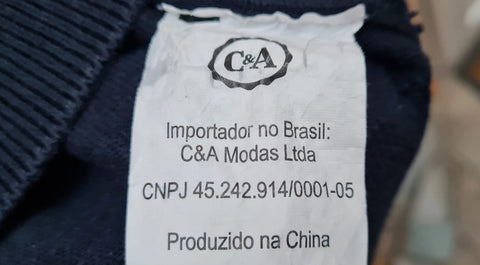 C&A
Importador no Brasil:
C&A Modas Ltda
CNPJ 45.242.914/0001-05
Produzido na China